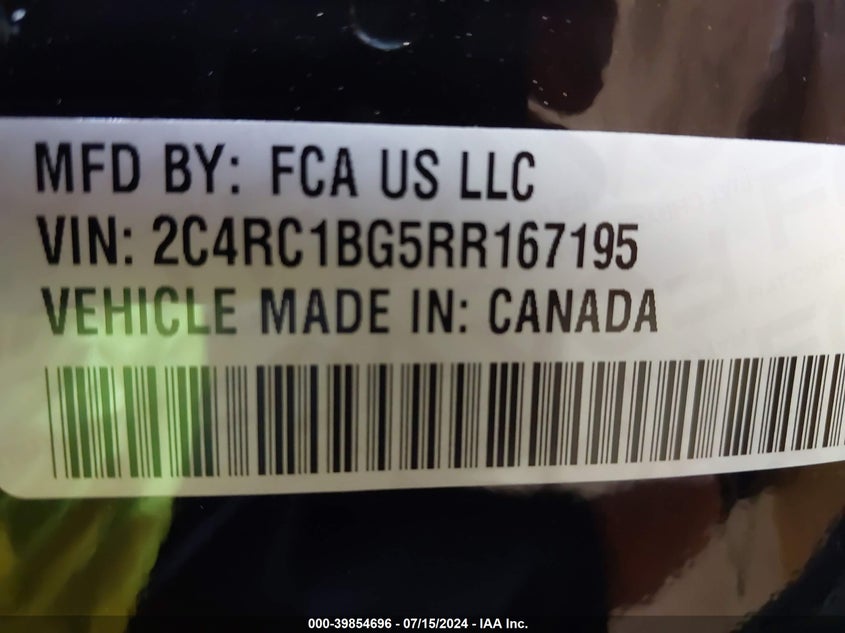 MFD BY: FCA US LLC
VIN: 2C4RC1BG5RR167195
VEHICLE MADE IN: CANADA
000-39854696 - 07/15/2024 - IAA Inc.